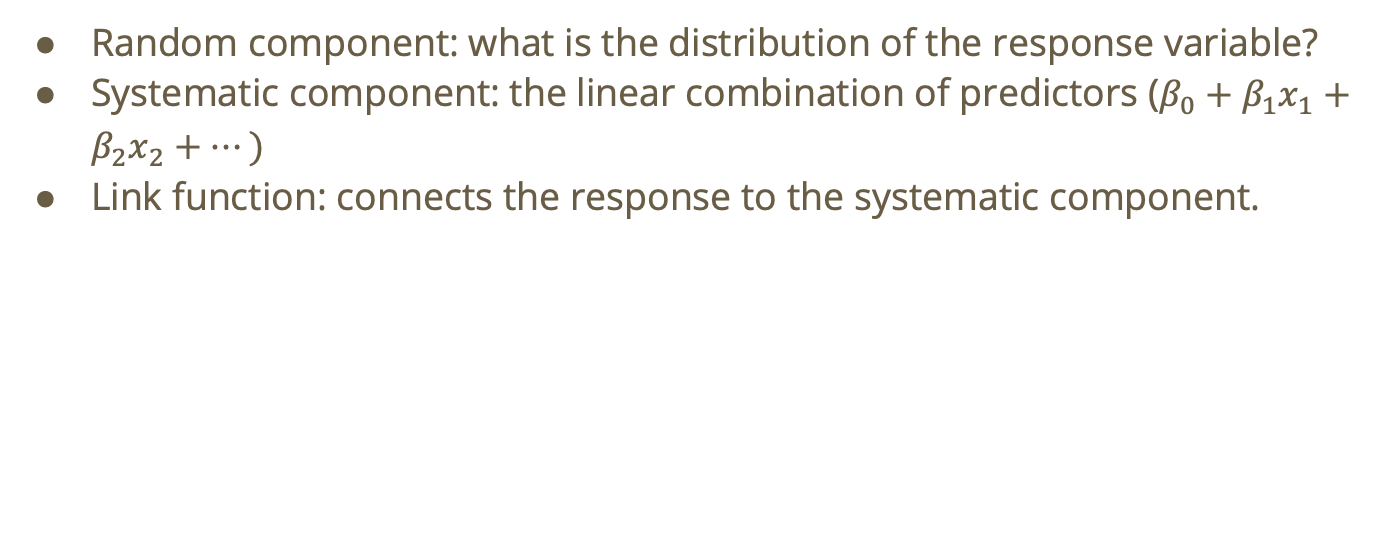 ● Random component: what is the distribution of the response variable?
● Systematic component: the linear combination of predictors (β₀ + β₁x₁ +
β₂x₂ + ⋯ )
● Link function: connects the response to the systematic component.